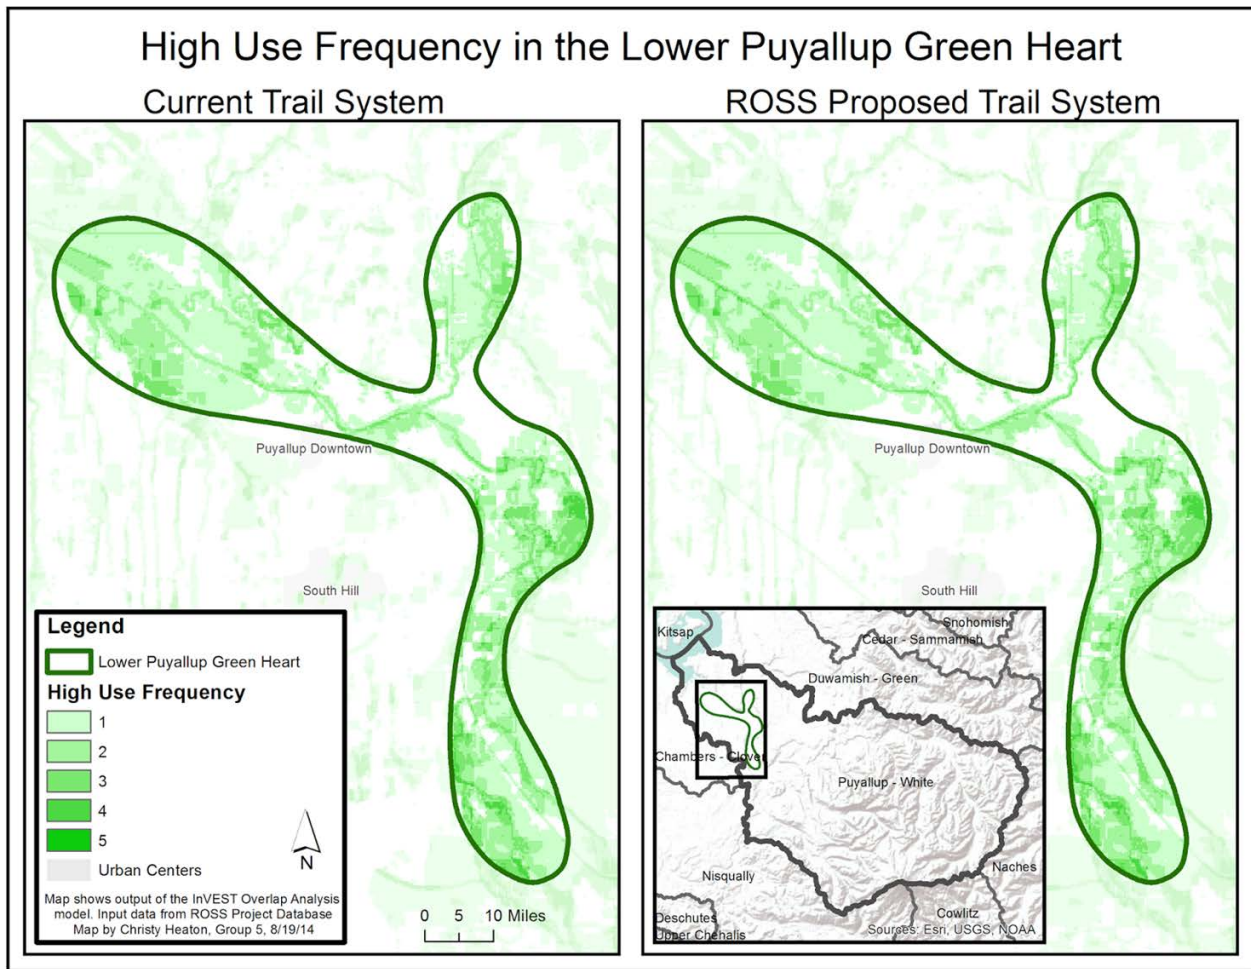 High Use Frequency in the Lower Puyallup Green Heart
Current Trail System
ROSS Proposed Trail System
Puyallup Downtown
South Hill
Legend
Lower Puyallup Green Heart
High Use Frequency
1
2
3
4
5
Urban Centers
N
Map shows output of the InVEST Overlap Analysis
model. Input data from ROSS Project Database
Map by Christy Heaton, Group 5, 8/19/14
0 5 10 Miles
Puyallup Downtown
South Hill
Kitsap
Snohomish
Cedar - Sammamish
Duwamish - Green
Chambers - Clover
Puyallup - White
Nisqually
Naches
Cowlitz
Deschutes
Upper Chehalis
Sources: Esri, USGS, NOAA